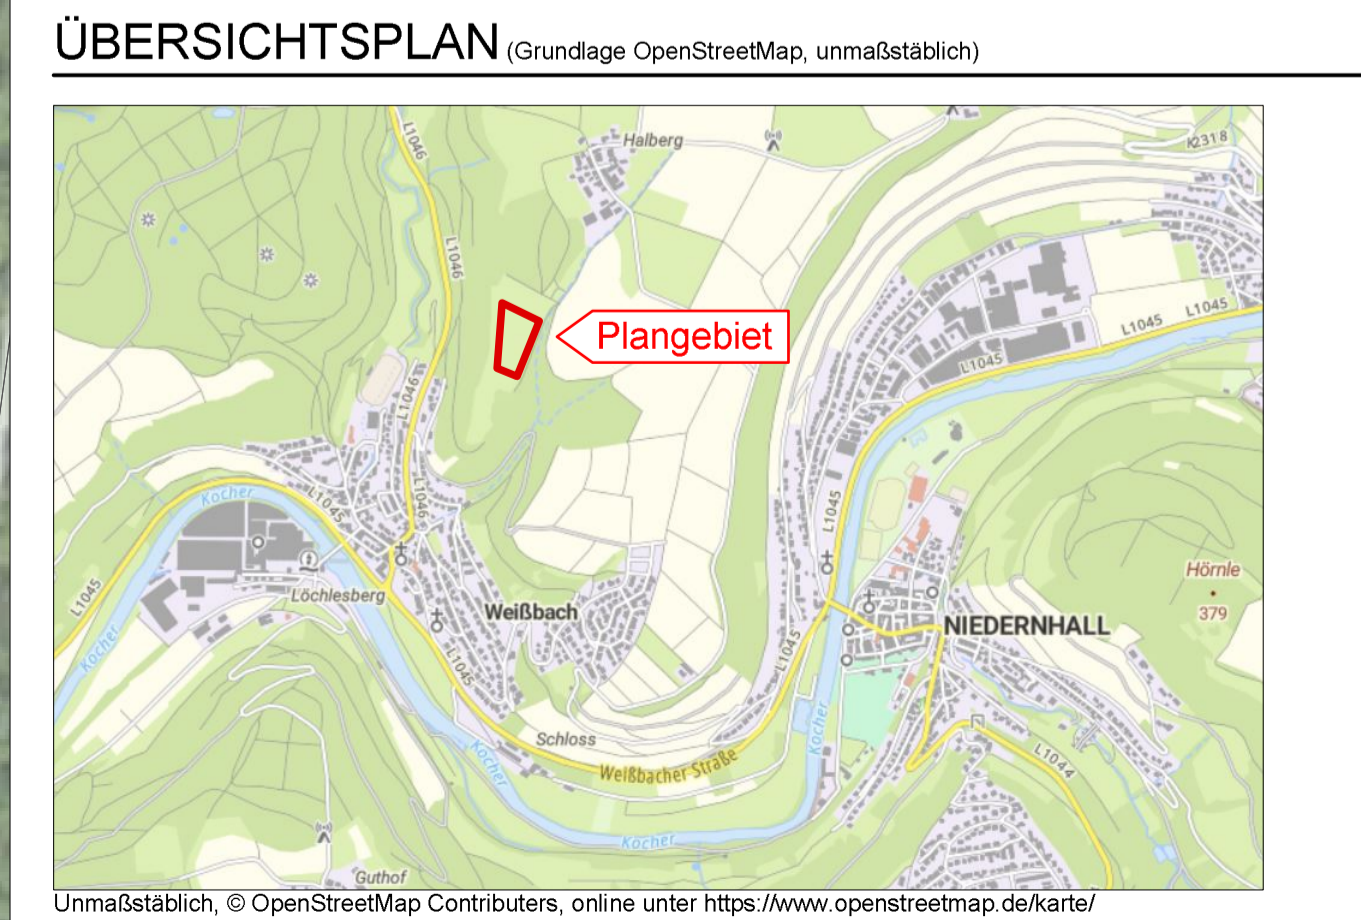 ÜBERSICHTSPLAN (Grundlage OpenStreetMap, unmaßstäblich)
L1046
Halberg
K2318
L1046
Plangebiet
L1045
L1045
L1045
L1046
Kocher
L1045
L1046
L1045
Hörnle
379
L1045
Löchlesberg
Weißbach
NIEDERNHALL
Kocher
L1045
L1045
Kocher
Schloss
Kocher
Weißbacher Straße
L1044
Kocher
Guthof
Unmaßstäblich, © OpenStreetMap Contributers, online unter https://www.openstreetmap.de/karte/